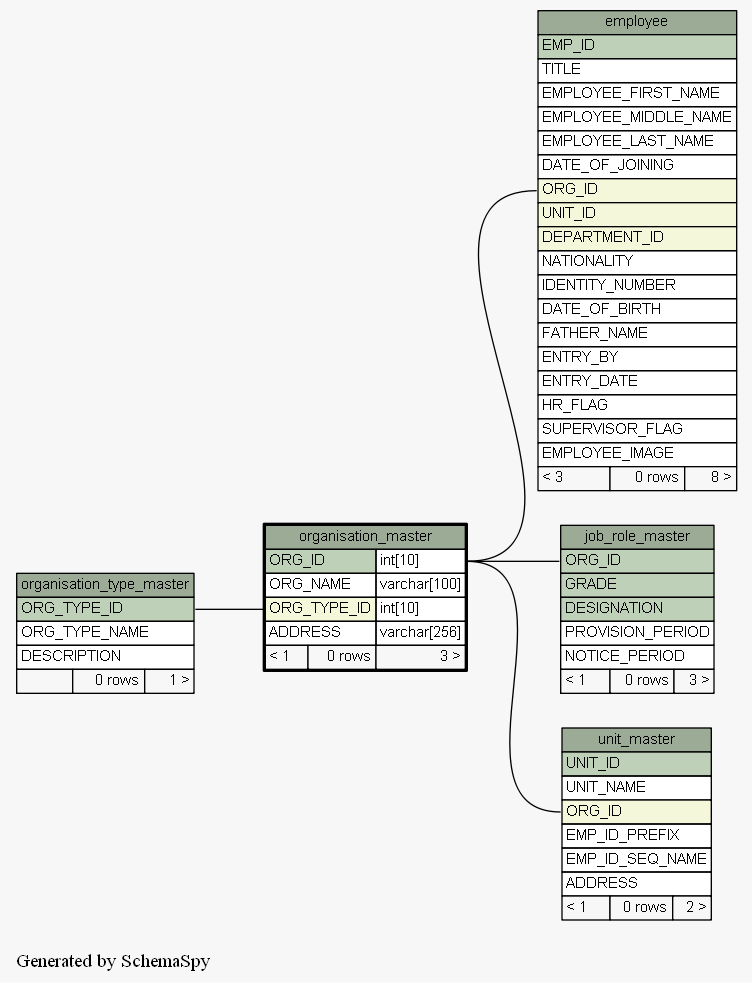 employee
EMP_ID
TITLE
EMPLOYEE_FIRST_NAME
EMPLOYEE_MIDDLE_NAME
EMPLOYEE_LAST_NAME
DATE_OF_JOINING
ORG_ID
UNIT_ID
DEPARTMENT_ID
NATIONALITY
IDENTITY_NUMBER
DATE_OF_BIRTH
FATHER_NAME
ENTRY_BY
ENTRY_DATE
HR_FLAG
SUPERVISOR_FLAG
EMPLOYEE_IMAGE
< 3 0 rows 8 >
organisation_type_master
ORG_TYPE_ID
ORG_TYPE_NAME
DESCRIPTION
0 rows 1 >
organisation_master
ORG_ID int[10]
ORG_NAME varchar[100]
ORG_TYPE_ID int[10]
ADDRESS varchar[256]
< 1 0 rows 3 >
job_role_master
ORG_ID
GRADE
DESIGNATION
PROVISION_PERIOD
NOTICE_PERIOD
< 1 0 rows 3 >
unit_master
UNIT_ID
UNIT_NAME
ORG_ID
EMP_ID_PREFIX
EMP_ID_SEQ_NAME
ADDRESS
< 1 0 rows 2 >
Generated by SchemaSpy